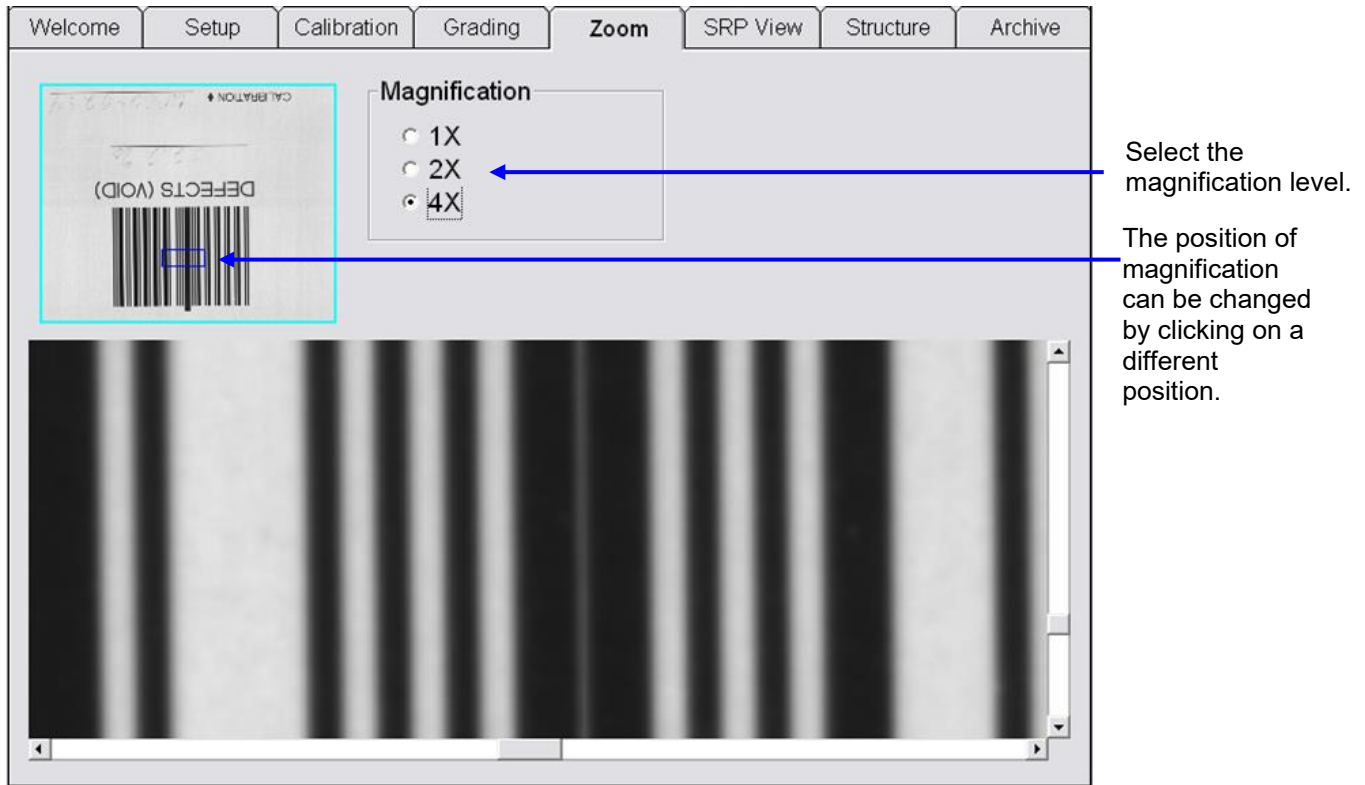 Welcome Setup Calibration Grading Zoom SRP View Structure Archive
CALIBRATION
DEFECTS (VOID)
Magnification
1X
2X
4X
Select the
magnification level.
The position of
magnification
can be changed
by clicking on a
different
position.